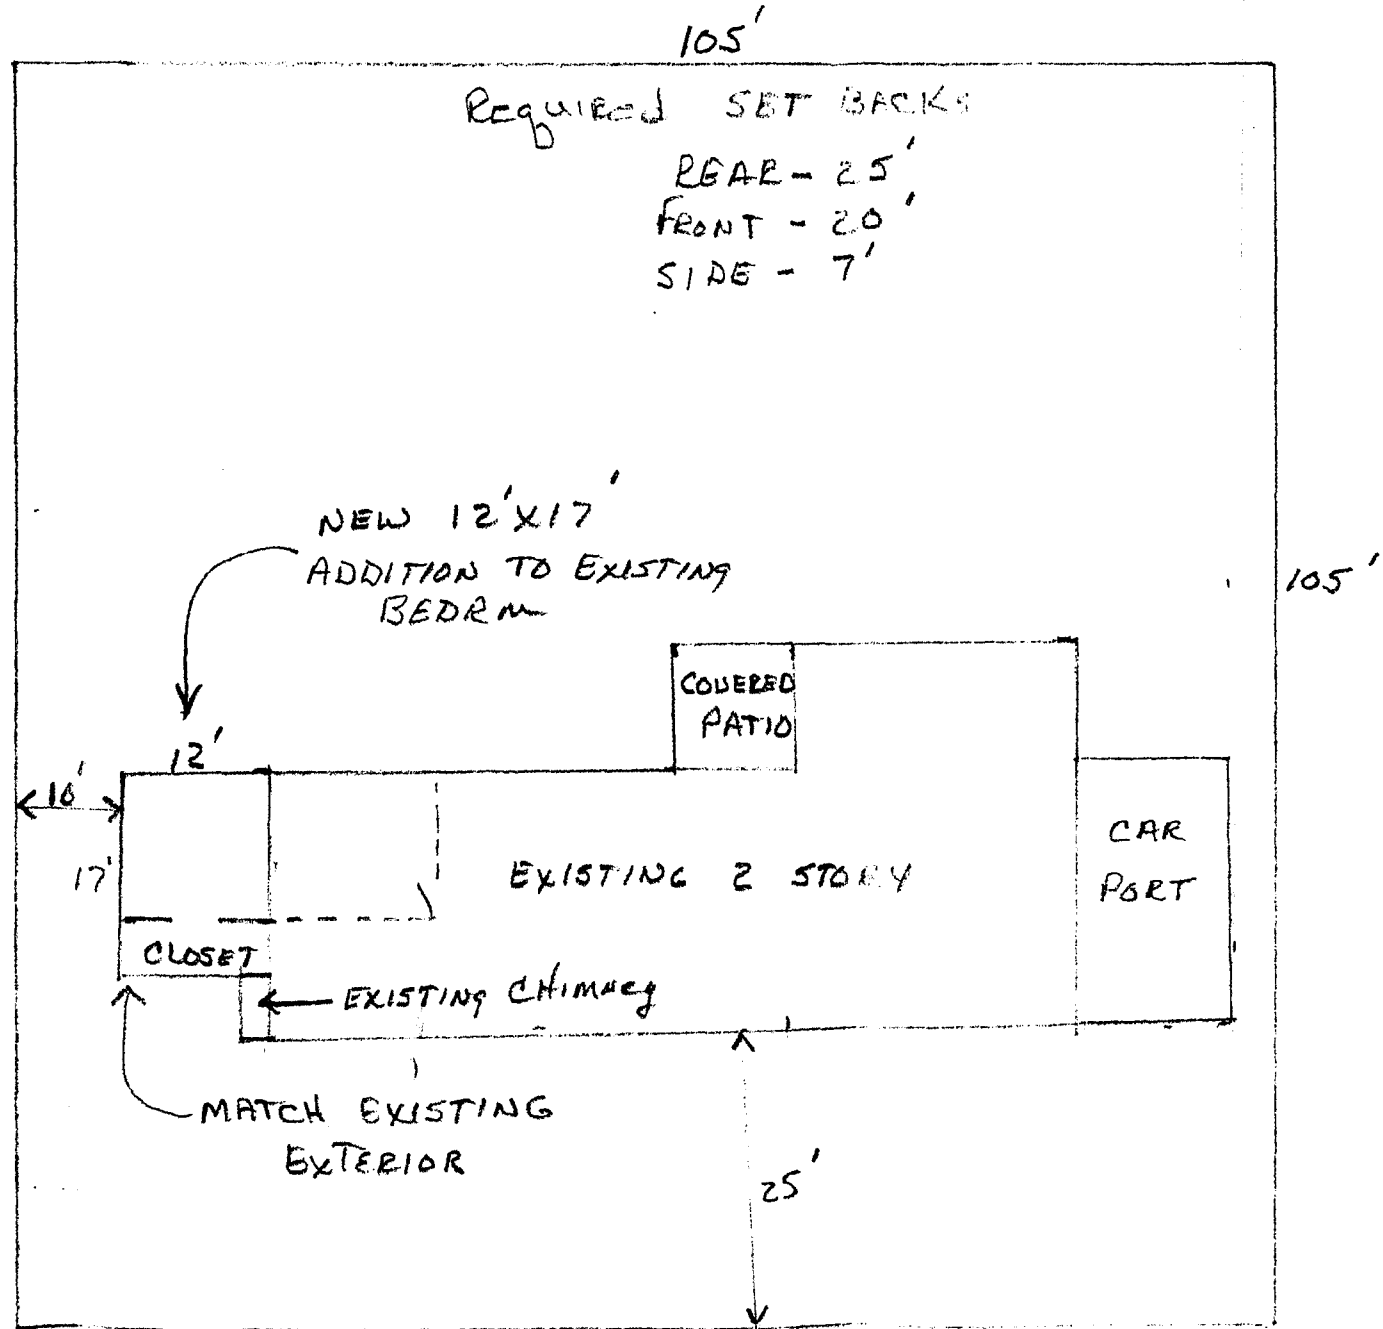 105'
Required SET BACKS
REAR - 25'
FRONT - 20'
SIDE - 7'
NEW 12'X17'
ADDITION TO EXISTING
BEDRM
105'
COVERED
PATIO
12'
10'
17'
EXISTING 2 STORY
CAR
PORT
CLOSET
EXISTING CHIMNEY
MATCH EXISTING
EXTERIOR
25'